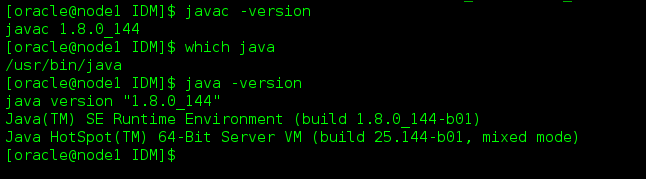 [oracle@node1 IDM]$ javac -version
javac 1.8.0_144
[oracle@node1 IDM]$ which java
/usr/bin/java
[oracle@node1 IDM]$ java -version
java version "1.8.0_144"
Java(TM) SE Runtime Environment (build 1.8.0_144-b01)
Java HotSpot(TM) 64-Bit Server VM (build 25.144-b01, mixed mode)
[oracle@node1 IDM]$